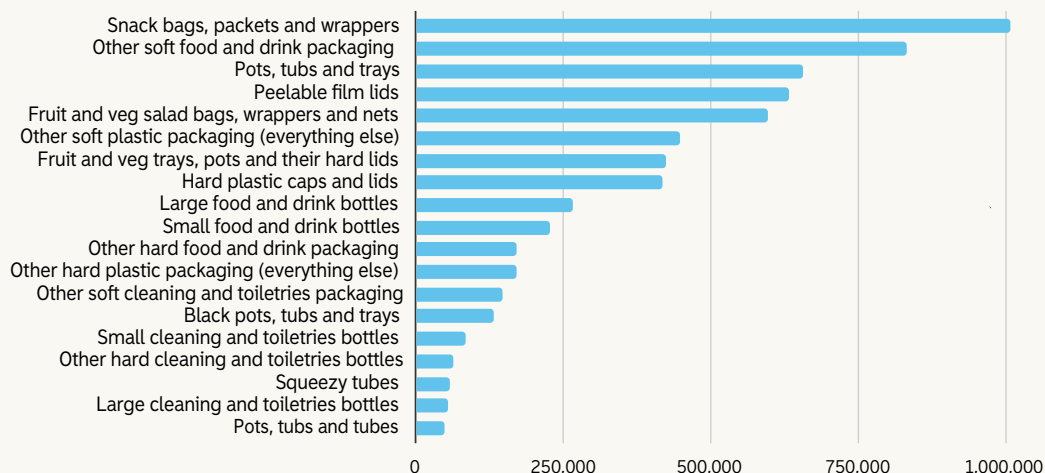 Snack bags, packets and wrappers
Other soft food and drink packaging
Pots, tubs and trays
Peelable film lids
Fruit and veg salad bags, wrappers and nets
Other soft plastic packaging (everything else)
Fruit and veg trays, pots and their hard lids
Hard plastic caps and lids
Large food and drink bottles
Small food and drink bottles
Other hard food and drink packaging
Other hard plastic packaging (everything else)
Other soft cleaning and toiletries packaging
Black pots, tubs and trays
Small cleaning and toiletries bottles
Other hard cleaning and toiletries bottles
Squeezy tubes
Large cleaning and toiletries bottles
Pots, tubs and tubes
0 250.000 500.000 750.000 1.000.000